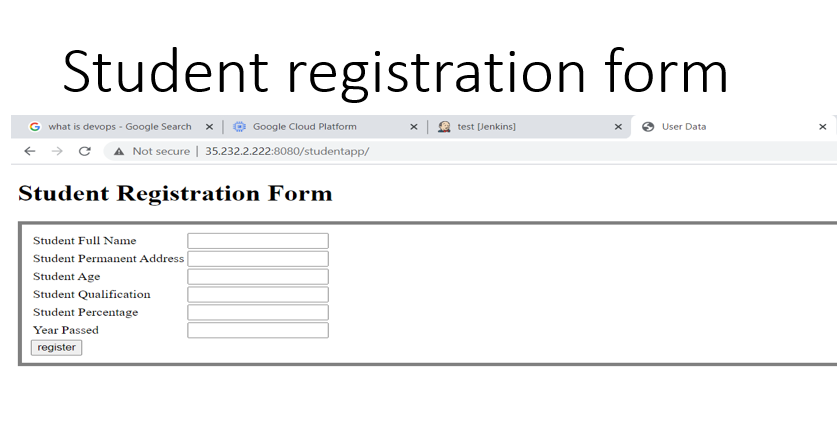 Student registration form
what is devops - Google Search × Google Cloud Platform × test [Jenkins] × User Data ×
Not secure | 35.232.2.222:8080/studentapp/
Student Registration Form
Student Full Name
Student Permanent Address
Student Age
Student Qualification
Student Percentage
Year Passed
register